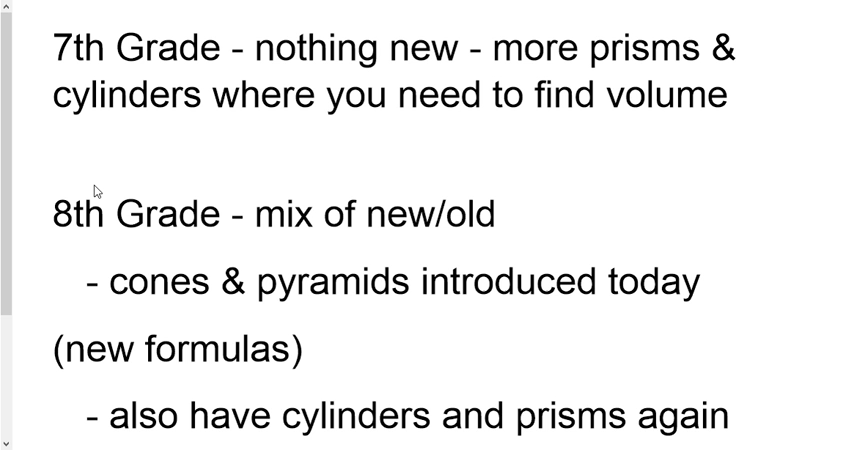 7th Grade - nothing new - more prisms &
cylinders where you need to find volume
8th Grade - mix of new/old
- cones & pyramids introduced today
(new formulas)
- also have cylinders and prisms again